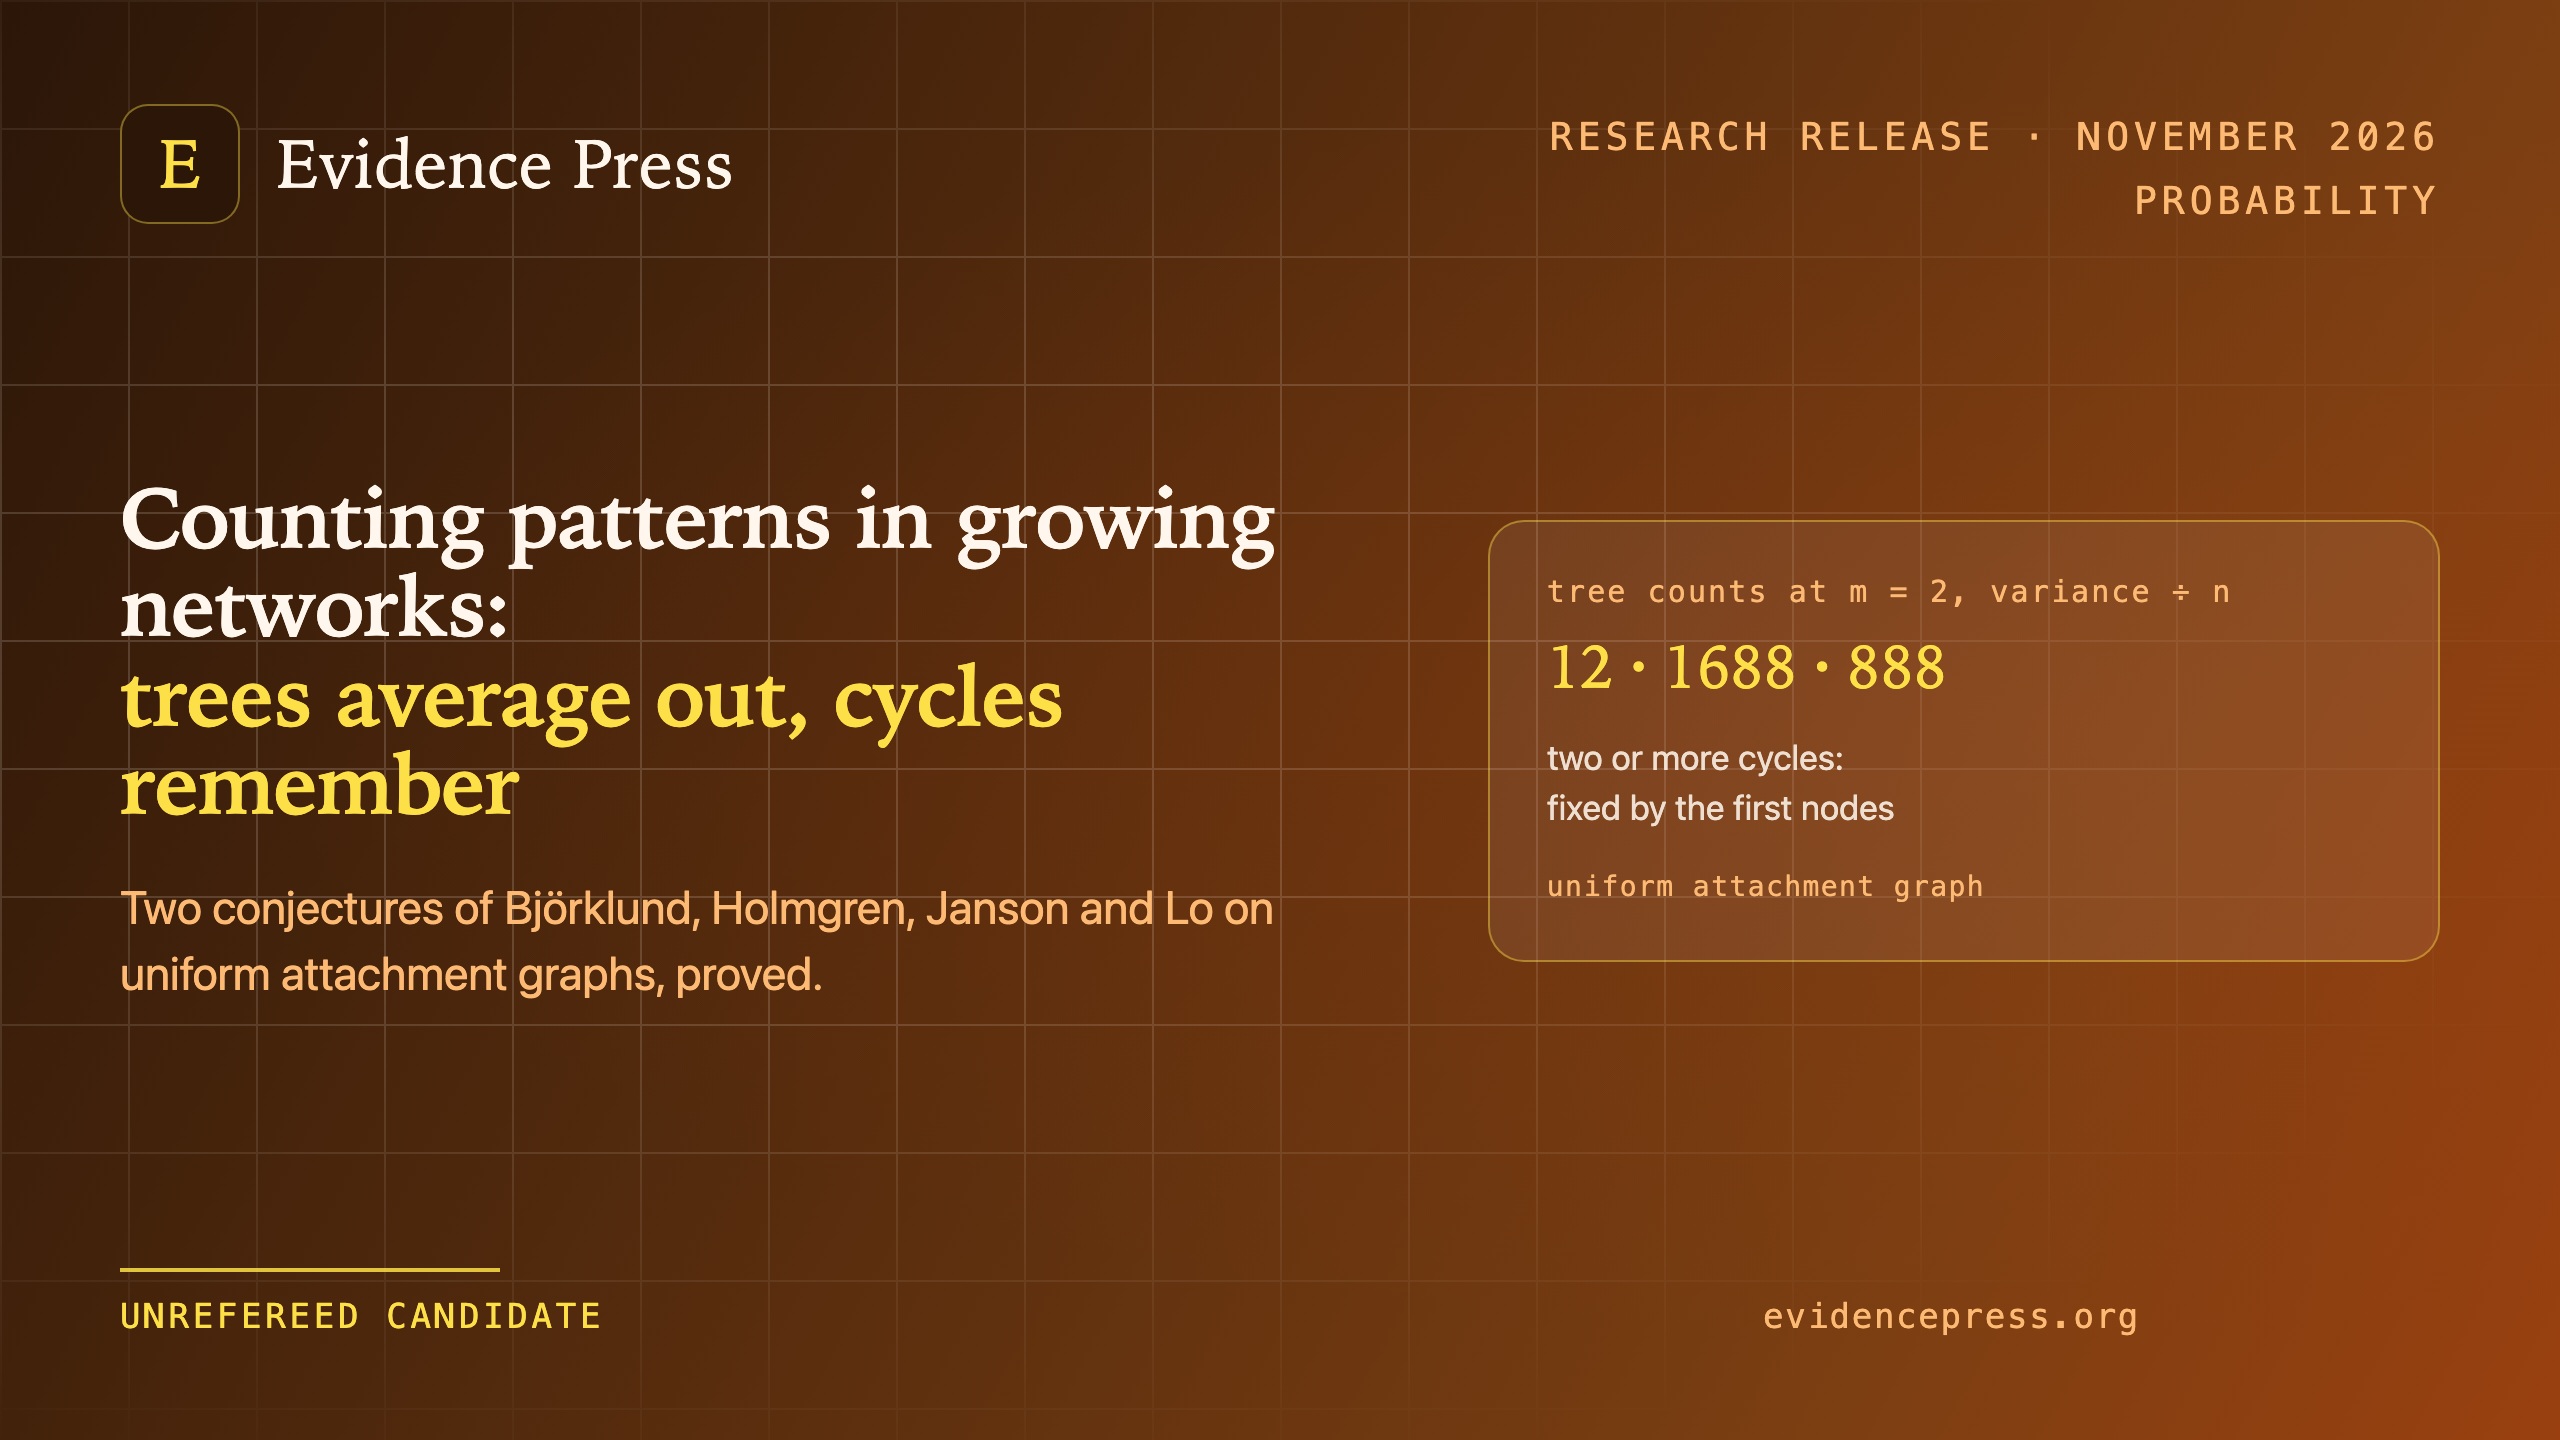 E
Evidence Press
RESEARCH RELEASE · NOVEMBER 2026
PROBABILITY
Counting patterns in growing
networks:
trees average out, cycles
remember
Two conjectures of Björklund, Holmgren, Janson and Lo on
uniform attachment graphs, proved.
tree counts at m = 2, variance ÷ n
12 · 1688 · 888
two or more cycles:
fixed by the first nodes
uniform attachment graph
UNREFEREED CANDIDATE
evidencepress.org